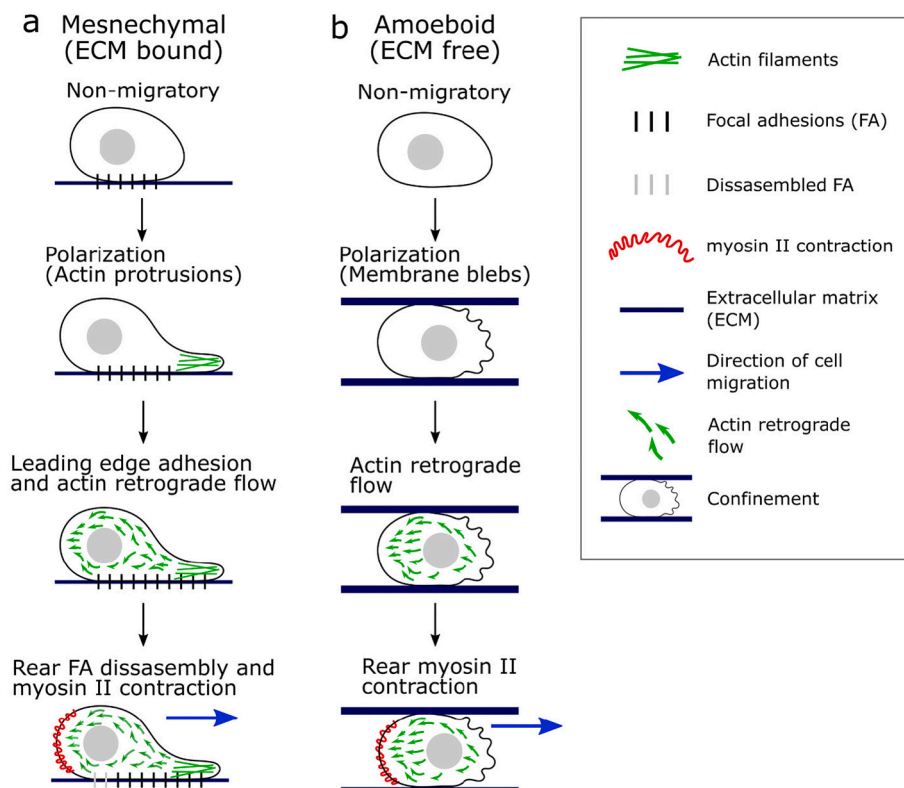 a
Mesnechymal
(ECM bound)
Non-migratory
Polarization
(Actin protrusions)
Leading edge adhesion
and actin retrograde flow
Rear FA dissasembly and
myosin II contraction
b
Amoeboid
(ECM free)
Non-migratory
Polarization
(Membrane blebs)
Actin retrograde
flow
Rear myosin II
contraction
Actin filaments
Focal adhesions (FA)
Dissasembled FA
myosin II contraction
Extracellular matrix
(ECM)
Direction of cell
migration
Actin retrograde
flow
Confinement